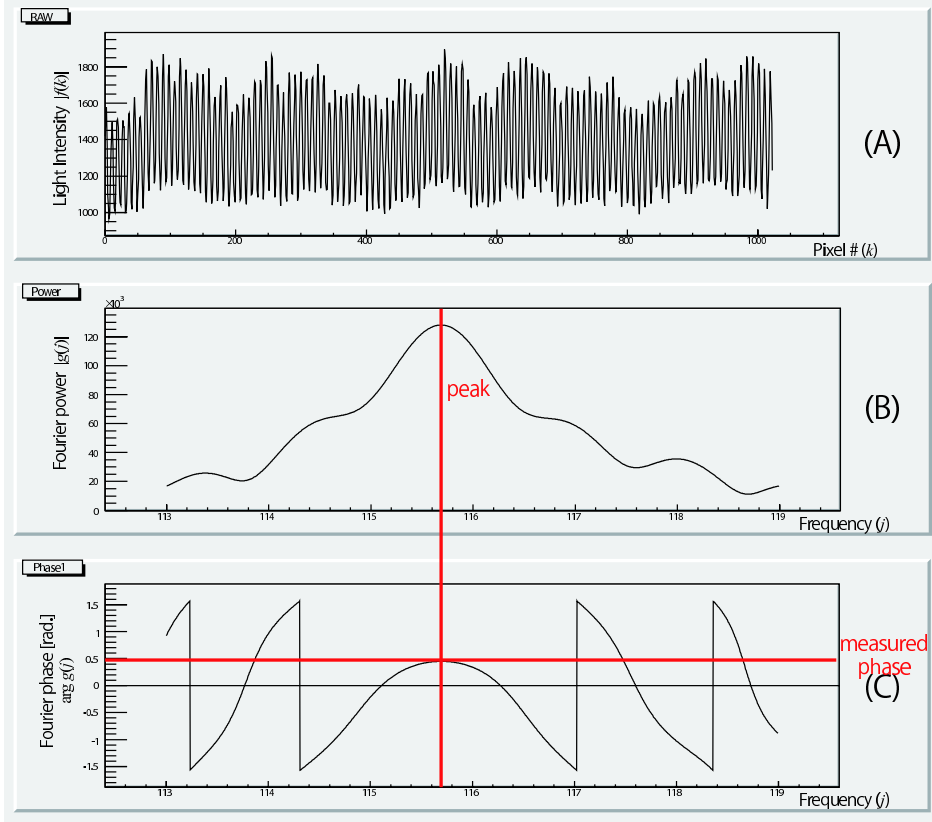 RAW
Light Intensity |f(k)|
1800
1600
1400
1200
1000
0 200 400 600 800 1000
Pixel # (k)
(A)
Power
×10³
Fourier power |g(j)|
120
100
80
60
40
20
0
peak
113 114 115 116 117 118 119
Frequency (j)
(B)
Phase1
Fourier phase [rad.]
arg g(j)
1.5
1
0.5
0
-0.5
-1
-1.5
measured
phase
(C)
113 114 115 116 117 118 119
Frequency (j)